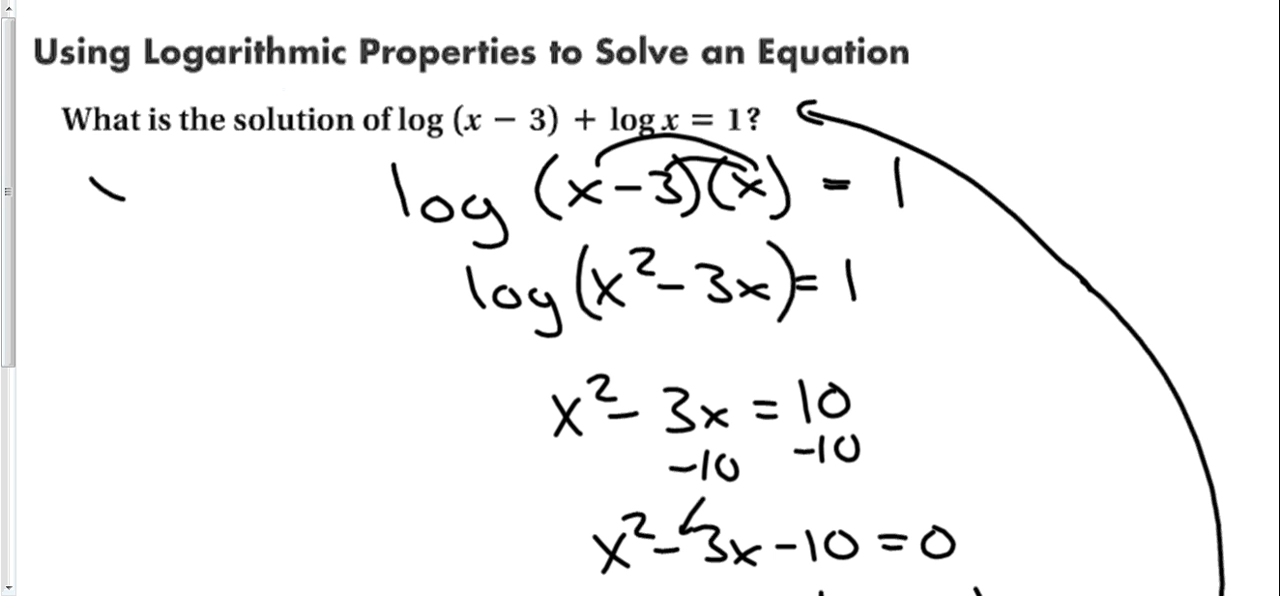 Using Logarithmic Properties to Solve an Equation
What is the solution of log (x − 3) + log x = 1?
log (x-3)(x) = 1
log(x²-3x)= 1
x²- 3x = 10
-10 -10
x²-3x-10=0